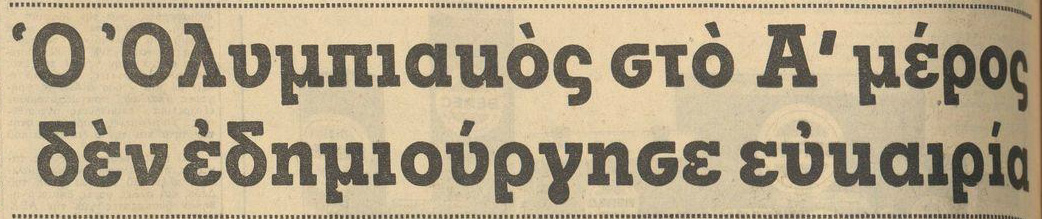 Ὁ Ὀλυμπιακὸς στὸ Α' μέρος
δὲν ἐδημιούργησε εὐκαιρία